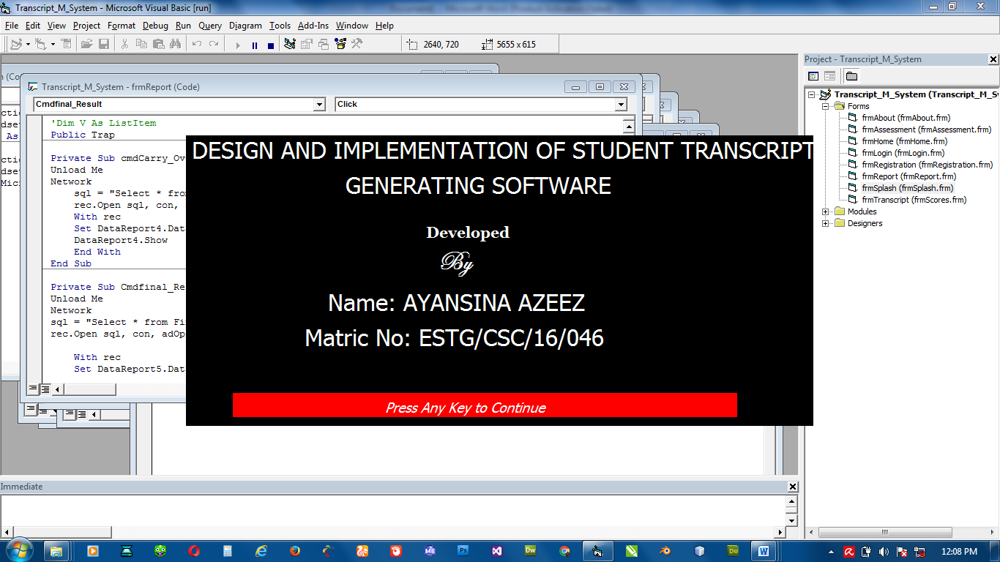 Transcript_M_System - Microsoft Visual Basic [run]
File Edit View Project Format Debug Run Query Diagram Tools Add-Ins Window Help
2640, 720
5655 x 615
Project - Transcript_M_System
Transcript_M_System (Transcript_M_S
Forms
frmAbout (frmAbout.frm)
frmAssessment (frmAssessment.frm)
frmHome (frmHome.frm)
frmLogin (frmLogin.frm)
frmRegistration (frmRegistration.frm)
frmReport (frmReport.frm)
frmSplash (frmSplash.frm)
frmTranscript (frmScores.frm)
Modules
Designers
Transcript_M_System - frmReport (Code)
Cmdfinal_Result
Click
'Dim V As ListItem
Public Trap
Private Sub cmdCarry_Ov
Unload Me
Network
sql = "Select * from
rec.Open sql, con,
With rec
Set DataReport4.Dat
DataReport4.Show
End With
End Sub
Private Sub Cmdfinal_Re
Unload Me
Network
sql = "Select * from Fi
rec.Open sql, con, adOp
With rec
Set DataReport5.Dat
DESIGN AND IMPLEMENTATION OF STUDENT TRANSCRIPT
GENERATING SOFTWARE
Developed
By
Name: AYANSINA AZEEZ
Matric No: ESTG/CSC/16/046
Press Any Key to Continue
Immediate
12:08 PM